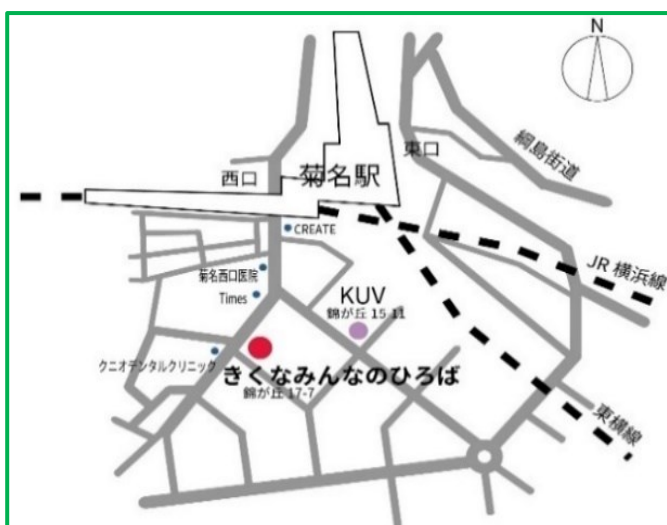 N
綱島街道
東口
西口
菊名駅
CREATE
JR 横浜線
菊名西口医院
Times
KUV
錦が丘 15-11
クニオデンタルクリニック
きくなみんなのひろば
錦が丘 17-7
東横線